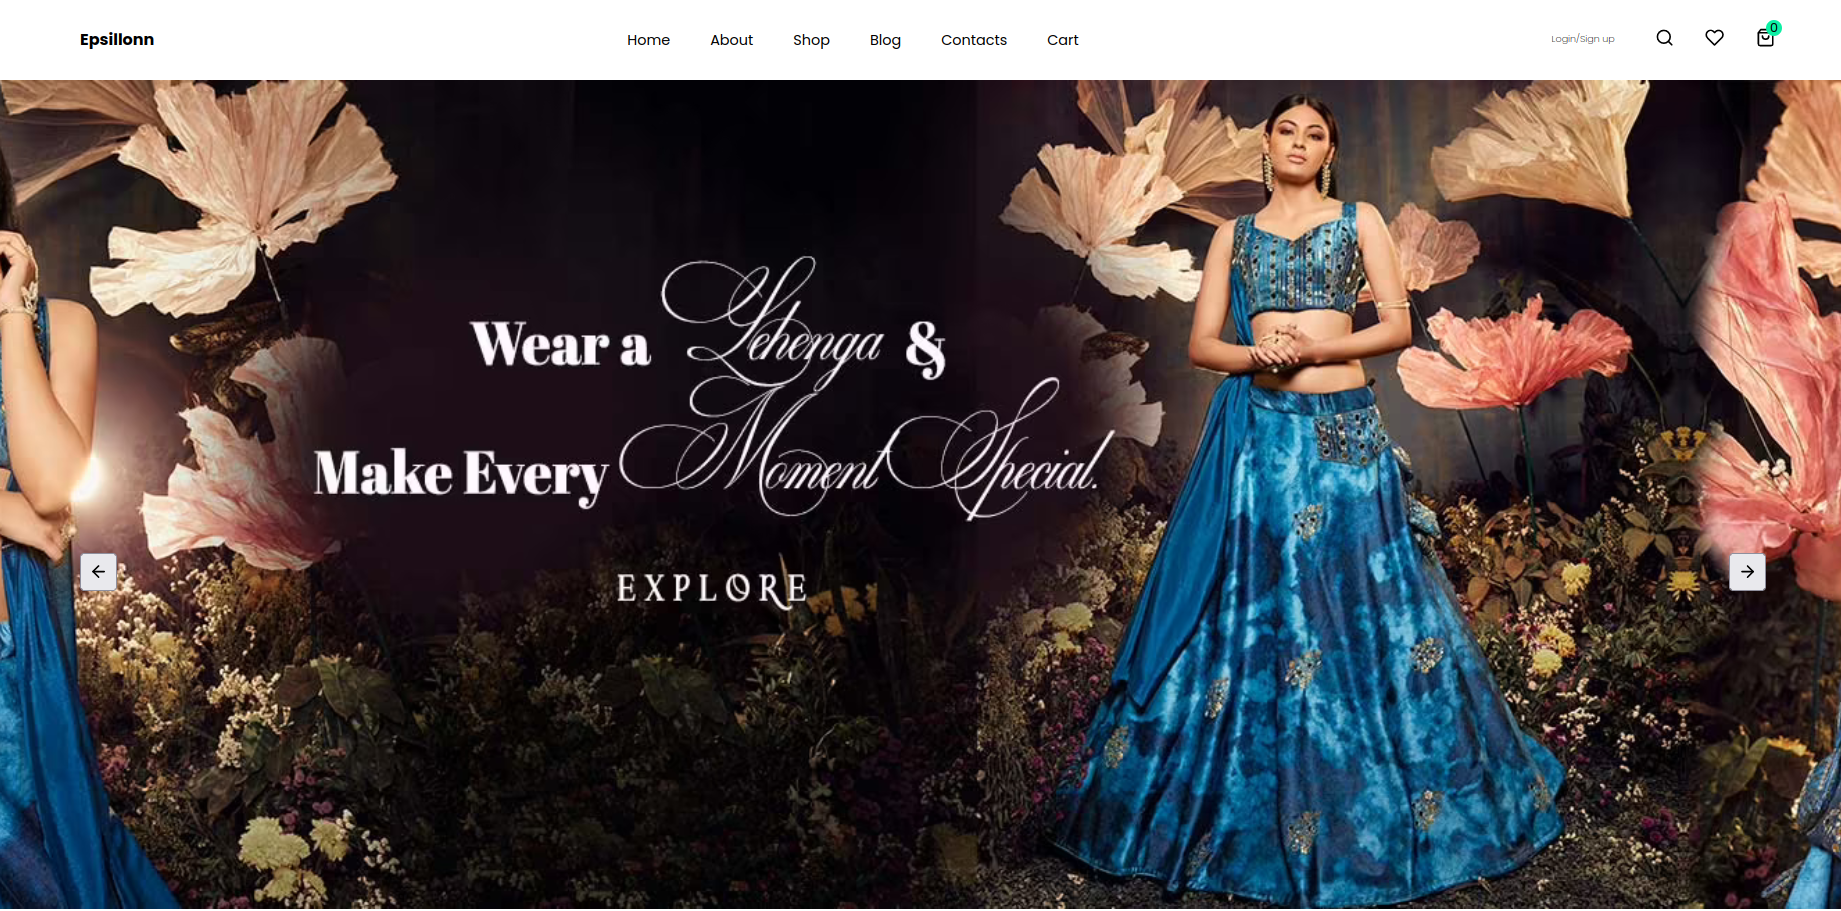 Epsillonn
Home About Shop Blog Contacts Cart
Login/Sign up
0
Wear a Lehenga &
Make Every Moment Special.
EXPLORE